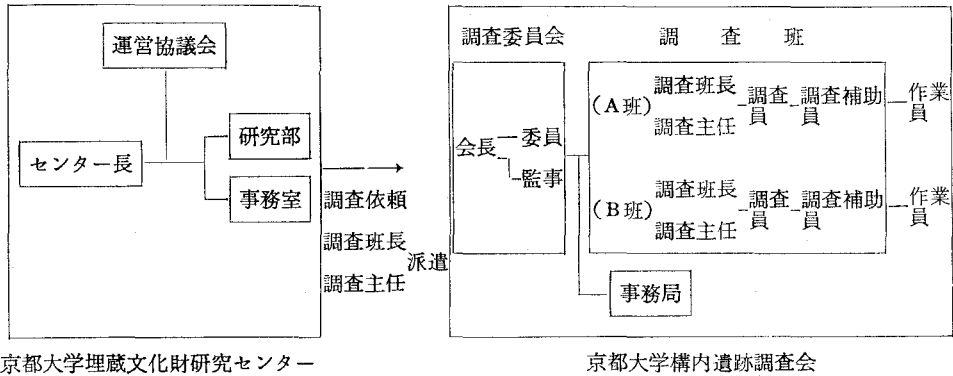 運営協議会
センター長
研究部
事務室
調査依頼
調査班長
調査主任
派遣
京都大学埋蔵文化財研究センター
調査委員会
調査班
会長
委員
監事
(A班)
調査班長
調査主任
調査員
調査補助員
作業員
(B班)
調査班長
調査主任
調査員
調査補助員
作業員
事務局
京都大学構内遺跡調査会